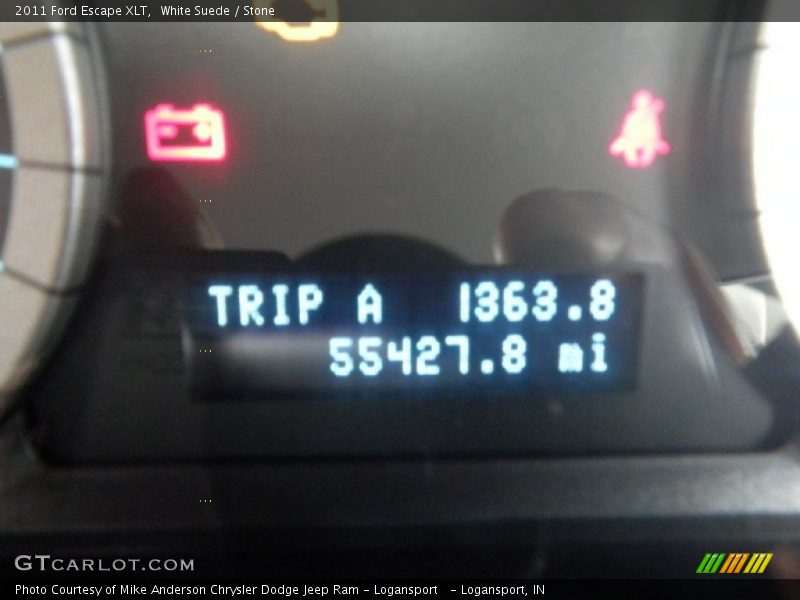 2011 Ford Escape XLT,  White Suede / Stone
TRIP A 1363.8
55427.8 mi
GTCARLOT.COM
Photo Courtesy of Mike Anderson Chrysler Dodge Jeep Ram - Logansport  - Logansport, IN